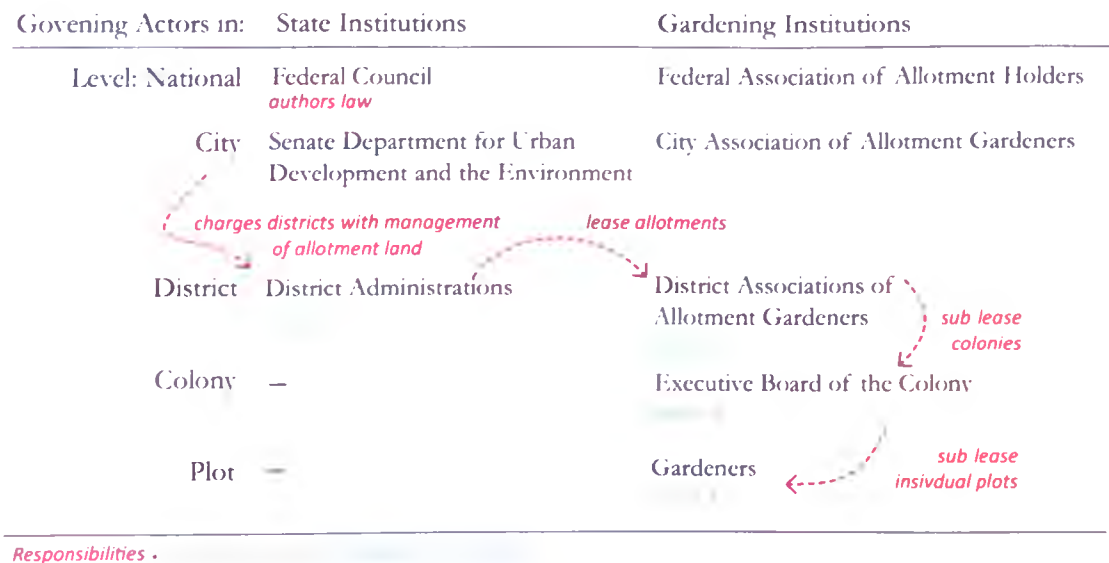 Govening Actors in: State Institutions Gardening Institutions
Level: National Federal Council Federal Association of Allotment Holders
authors law
City Senate Department for Urban City Association of Allotment Gardeners
Development and the Environment
charges districts with management lease allotments
of allotment land
District District Administrations District Associations of
Allotment Gardeners sub lease
colonies
Colony – Executive Board of the Colony
Plot – Gardeners sub lease
insivdual plots
Responsibilities •